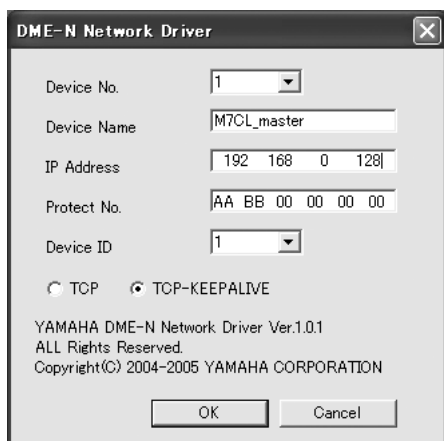 DME-N Network Driver
Device No. 1
Device Name M7CL_master
IP Address 192 168 0 128
Protect No. AA BB 00 00 00 00
Device ID 1
TCP TCP-KEEPALIVE
YAMAHA DME-N Network Driver Ver.1.0.1
ALL Rights Reserved.
Copyright(C) 2004-2005 YAMAHA CORPORATION
OK Cancel